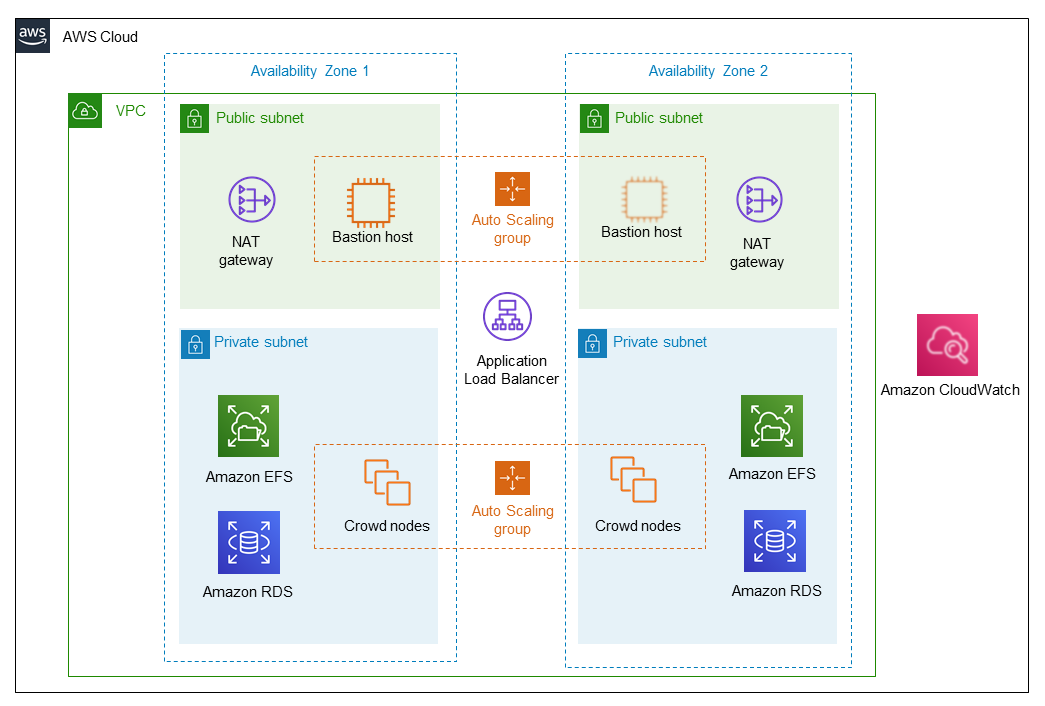 aws
AWS Cloud
Availability Zone 1
Availability Zone 2
VPC
Public subnet
Public subnet
NAT
gateway
Bastion host
Auto Scaling
group
Bastion host
NAT
gateway
Application
Load Balancer
Private subnet
Private subnet
Amazon CloudWatch
Amazon EFS
Amazon EFS
Crowd nodes
Auto Scaling
group
Crowd nodes
Amazon RDS
Amazon RDS